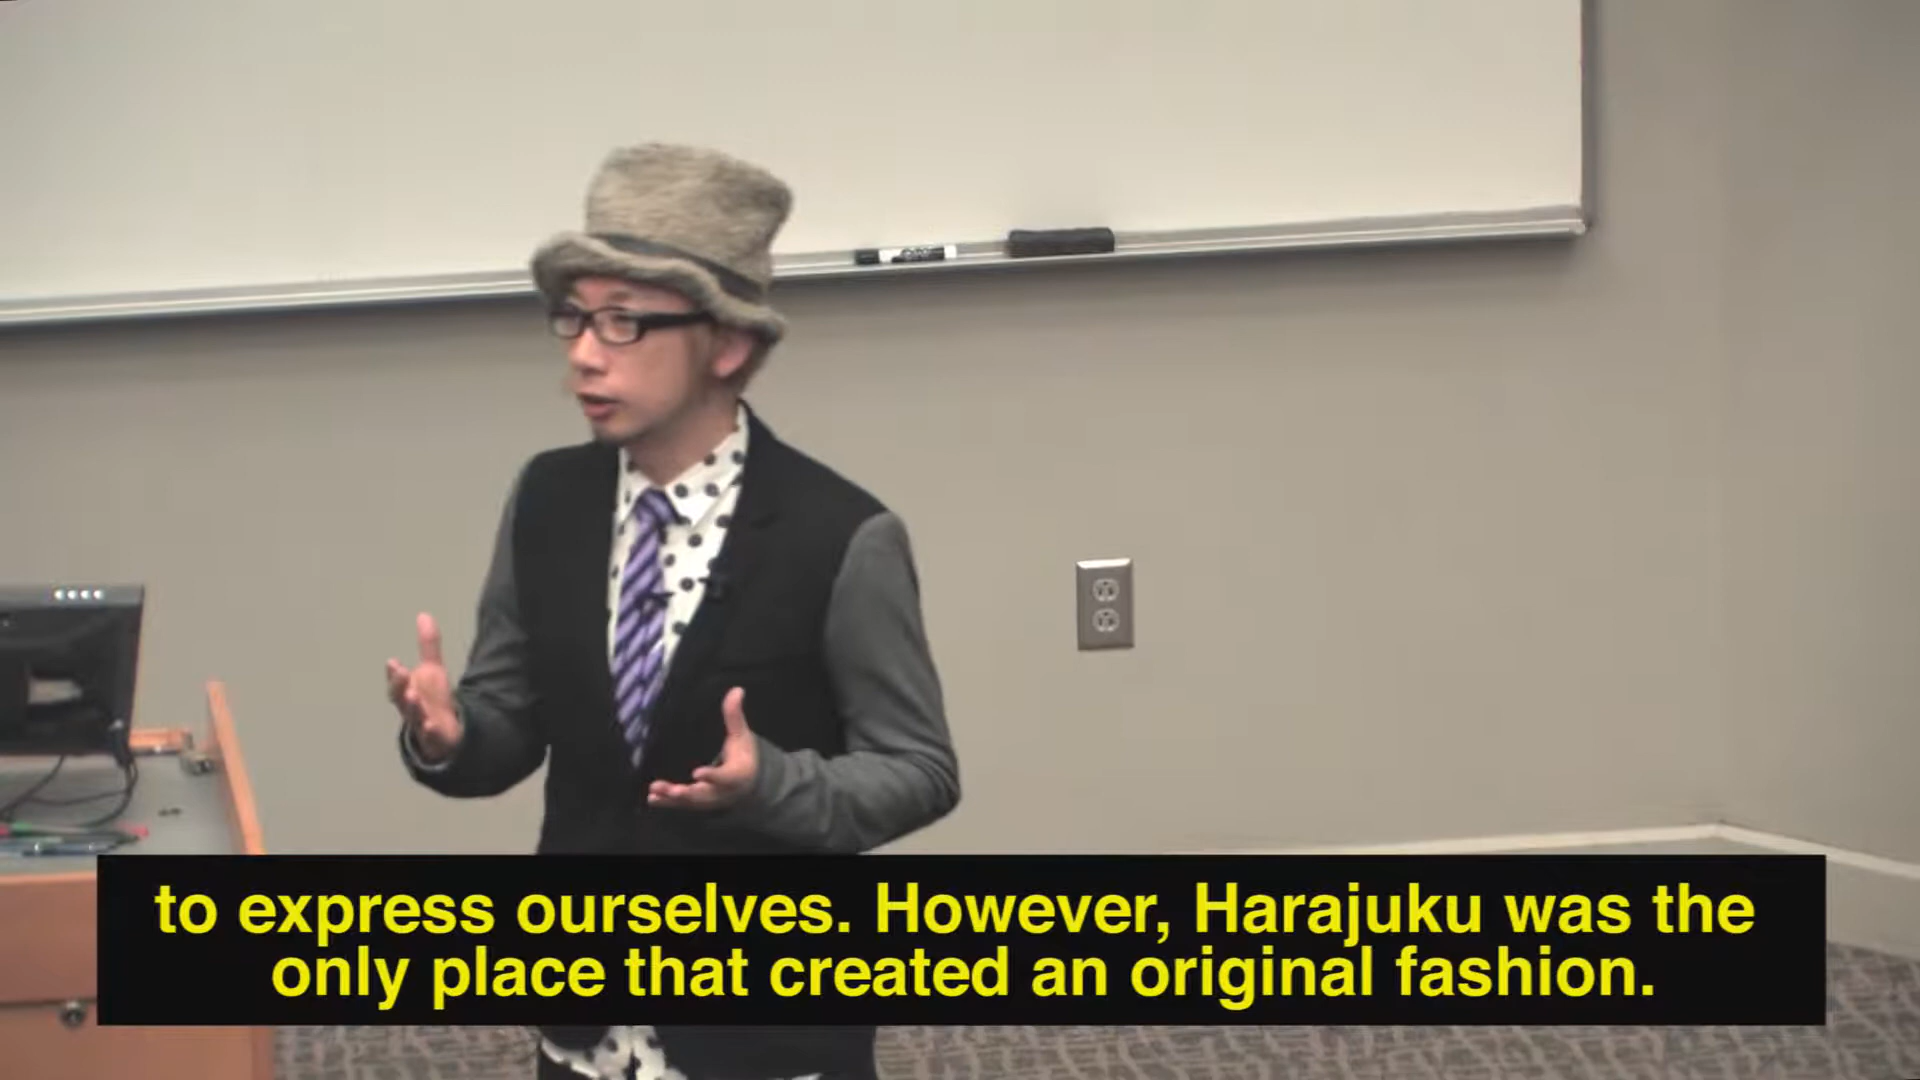 to express ourselves. However, Harajuku was the
only place that created an original fashion.